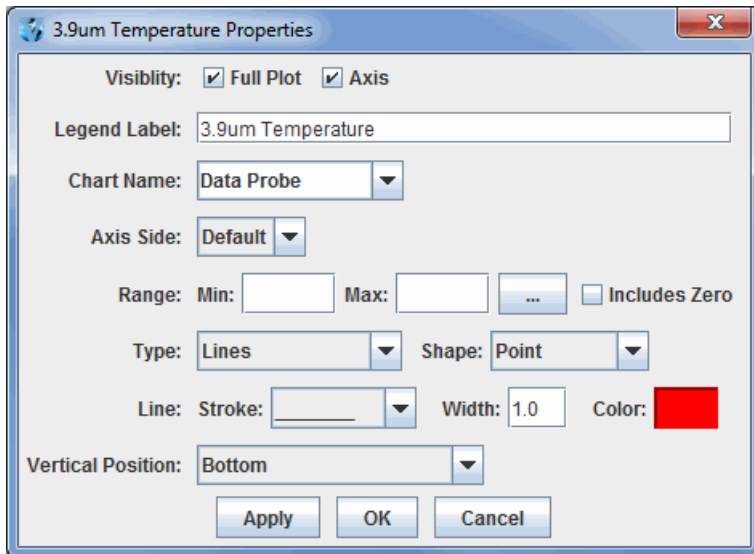 3.9um Temperature Properties
Visiblity: Full Plot Axis
Legend Label: 3.9um Temperature
Chart Name: Data Probe
Axis Side: Default
Range: Min: Max: ... Includes Zero
Type: Lines Shape: Point
Line: Stroke: Width: 1.0 Color:
Vertical Position: Bottom
Apply OK Cancel